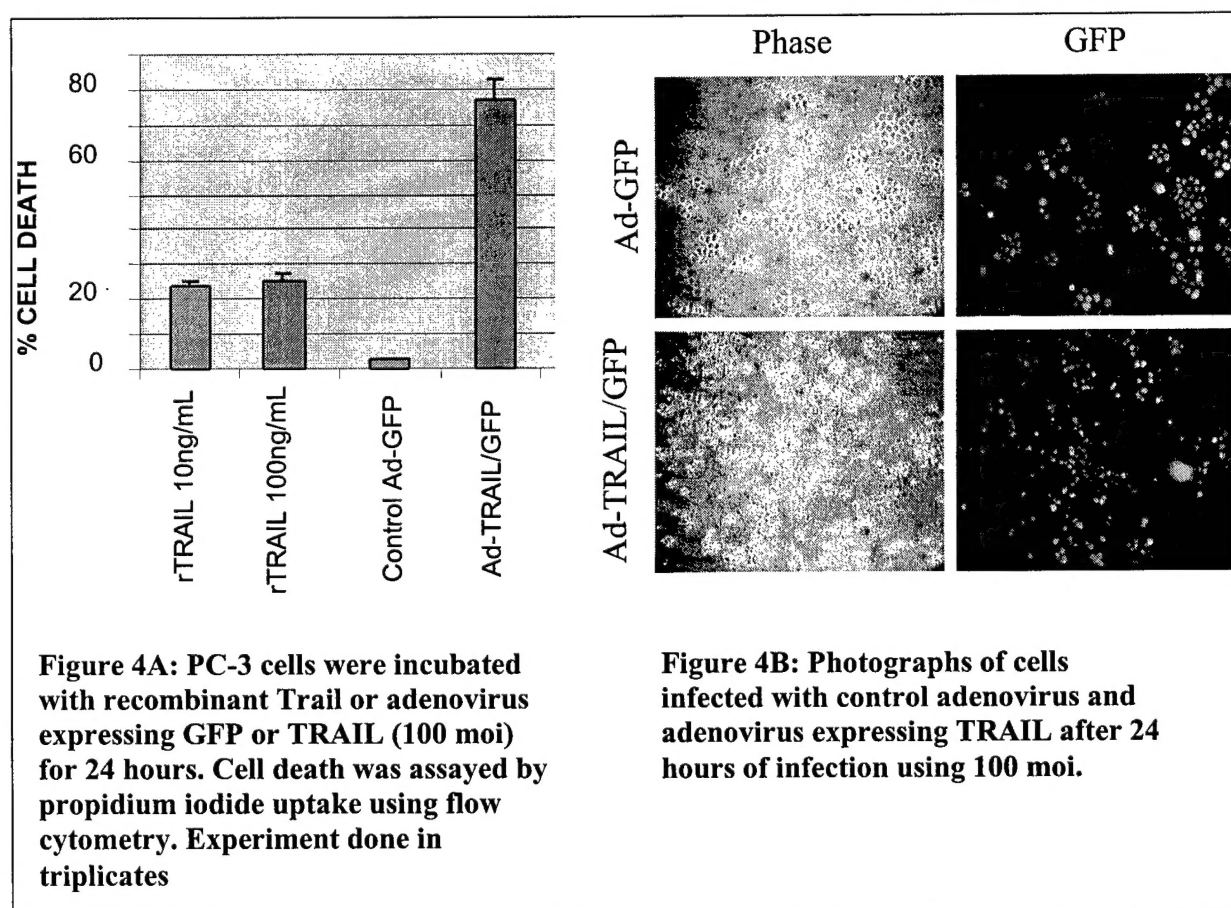 Phase
GFP
Ad-GFP
Ad-TRAIL/GFP
% CELL DEATH
80
60
40
20
0
rTRAIL 10ng/mL
rTRAIL 100ng/mL
Control Ad-GFP
Ad-TRAIL/GFP
Figure 4A: PC-3 cells were incubated
with recombinant Trail or adenovirus
expressing GFP or TRAIL (100 moi)
for 24 hours. Cell death was assayed by
propidium iodide uptake using flow
cytometry. Experiment done in
triplicates
Figure 4B: Photographs of cells
infected with control adenovirus and
adenovirus expressing TRAIL after 24
hours of infection using 100 moi.